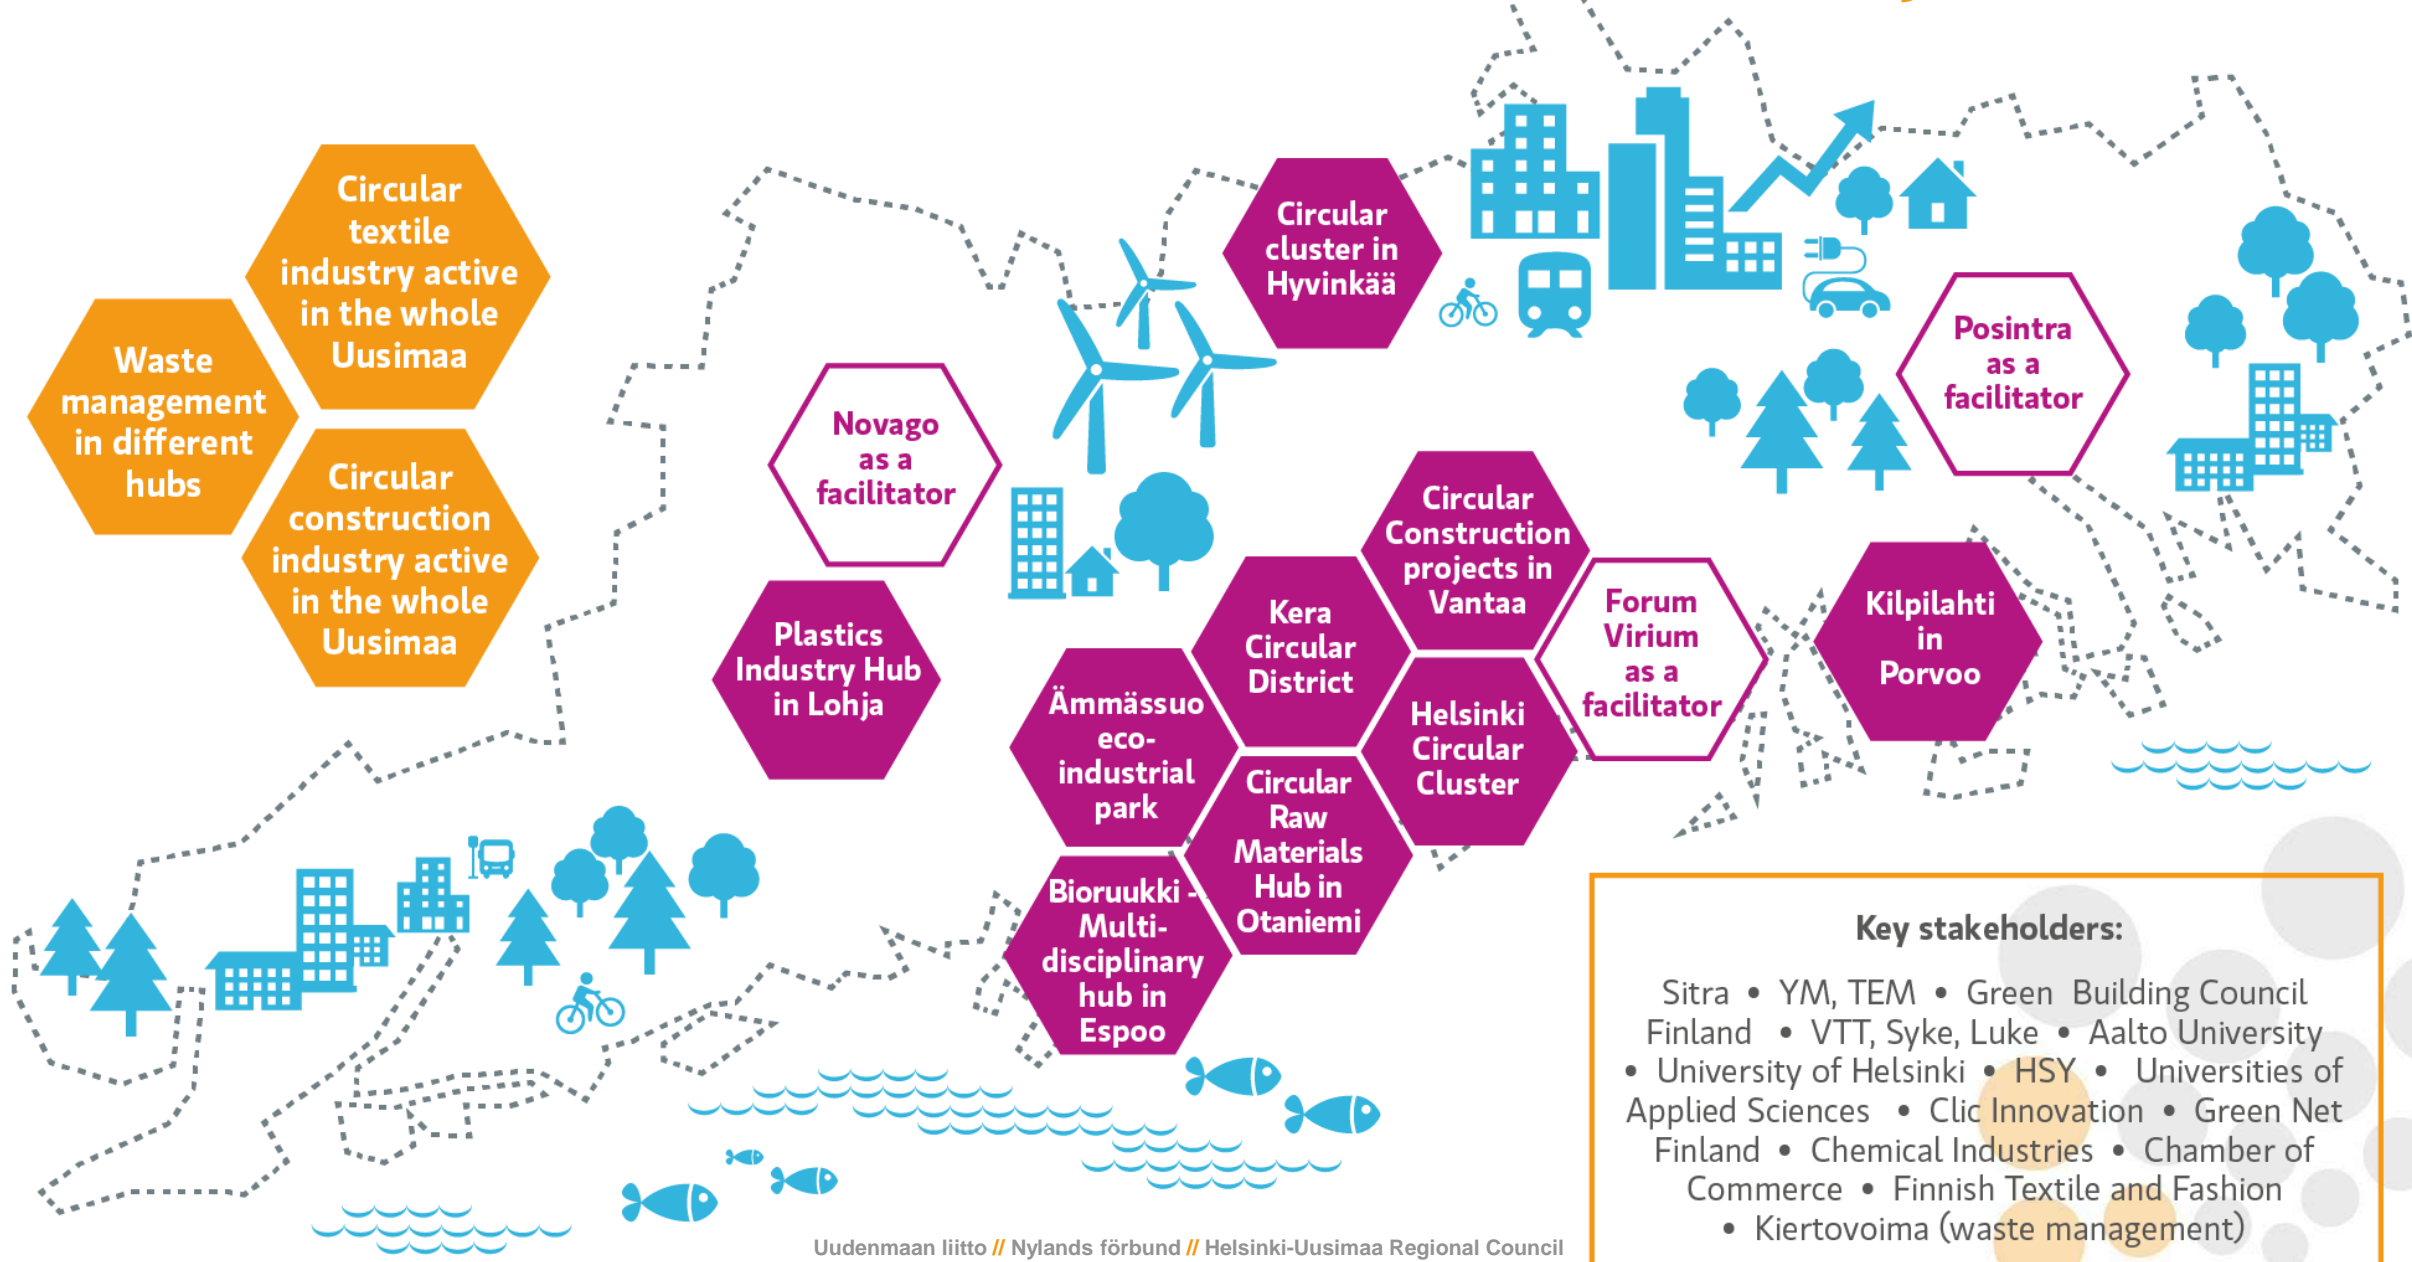 Circular
textile
industry active
in the whole
Uusimaa
Waste
management
in different
hubs
Circular
construction
industry active
in the whole
Uusimaa
Circular
cluster in
Hyvinkää
Posintra
as a
facilitator
Novago
as a
facilitator
Plastics
Industry Hub
in Lohja
Circular
Construction
projects in
Vantaa
Kera
Circular
District
Forum
Virium
as a
facilitator
Kilpilahti
in
Porvoo
Ämmässuo
eco-
industrial
park
Helsinki
Circular
Cluster
Circular
Raw
Materials
Hub in
Otaniemi
Bioruukki -
Multi-
disciplinary
hub in
Espoo
Key stakeholders:
Sitra • YM, TEM • Green Building Council
Finland • VTT, Syke, Luke • Aalto University
• University of Helsinki • HSY • Universities of
Applied Sciences • Clic Innovation • Green Net
Finland • Chemical Industries • Chamber of
Commerce • Finnish Textile and Fashion
• Kiertovoima (waste management)
Uudenmaan liitto // Nylands förbund // Helsinki-Uusimaa Regional Council